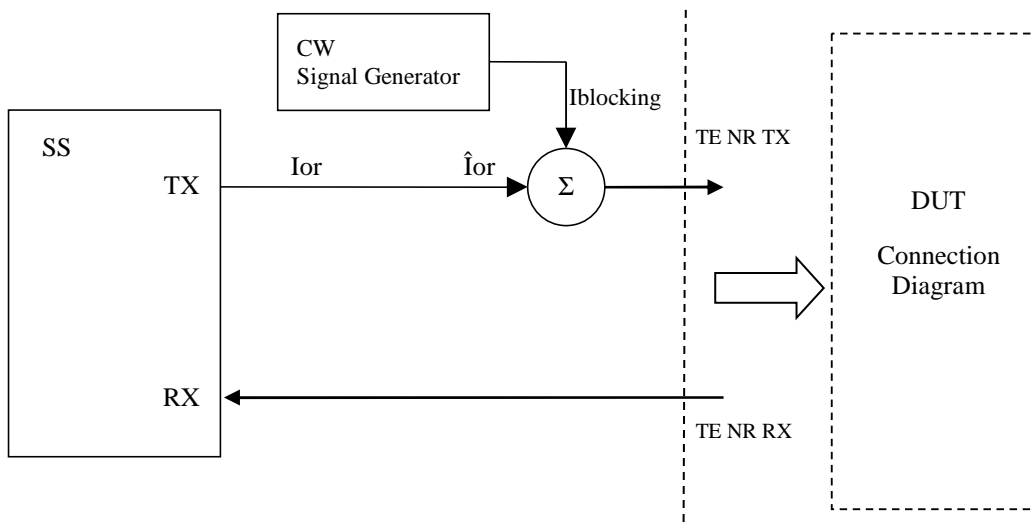 CW
Signal Generator
Iblocking
TE NR TX
SS
TX
Ior
Îor
Σ
DUT
Connection
Diagram
RX
TE NR RX